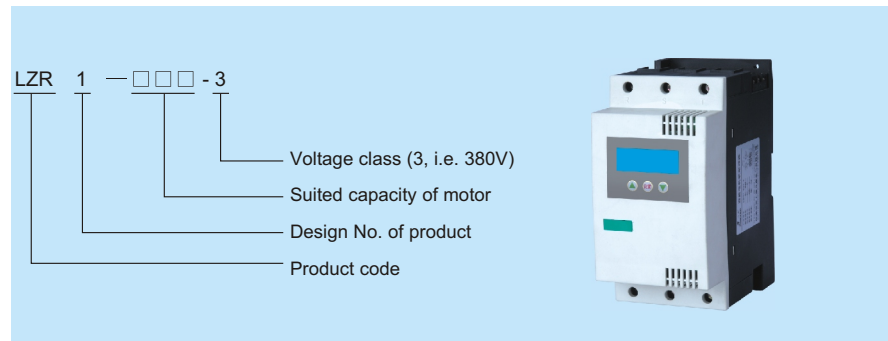 LZR 1 — □□□ - 3
Voltage class (3, i.e. 380V)
Suited capacity of motor
Design No. of product
Product code